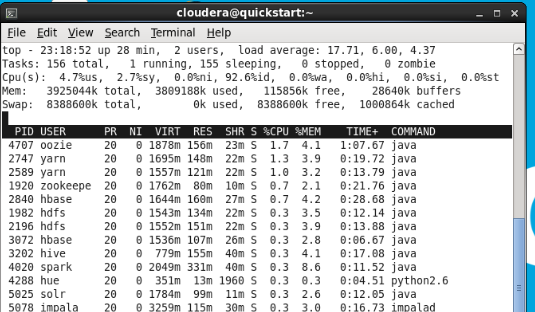 cloudera@quickstart:~
File Edit View Search Terminal Help
top - 23:18:52 up 28 min, 2 users, load average: 17.71, 6.00, 4.37
Tasks: 156 total, 1 running, 155 sleeping, 0 stopped, 0 zombie
Cpu(s): 4.7%us, 2.7%sy, 0.0%ni, 92.6%id, 0.0%wa, 0.0%hi, 0.0%si, 0.0%st
Mem: 3925044k total, 3809188k used, 115856k free, 28640k buffers
Swap: 8388600k total, 0k used, 8388600k free, 1000864k cached
PID USER PR NI VIRT RES SHR S %CPU %MEM TIME+ COMMAND
4707 oozie 20 0 1878m 156m 23m S 1.7 4.1 1:07.67 java
2747 yarn 20 0 1695m 148m 22m S 1.3 3.9 0:19.72 java
2589 yarn 20 0 1557m 121m 22m S 1.0 3.2 0:13.79 java
1920 zookeepe 20 0 1762m 80m 10m S 0.7 2.1 0:21.76 java
2840 hbase 20 0 1644m 160m 27m S 0.7 4.2 0:28.68 java
1982 hdfs 20 0 1543m 134m 22m S 0.3 3.5 0:12.14 java
2196 hdfs 20 0 1552m 151m 22m S 0.3 3.9 0:13.88 java
3072 hbase 20 0 1536m 107m 26m S 0.3 2.8 0:06.67 java
3202 hive 20 0 779m 155m 40m S 0.3 4.1 0:17.08 java
4020 spark 20 0 2049m 331m 40m S 0.3 8.6 0:11.52 java
4288 hue 20 0 351m 13m 1960 S 0.3 0.3 0:04.51 python2.6
5025 solr 20 0 1784m 99m 11m S 0.3 2.6 0:12.05 java
5078 impala 20 0 3259m 115m 30m S 0.3 3.0 0:16.73 impalad